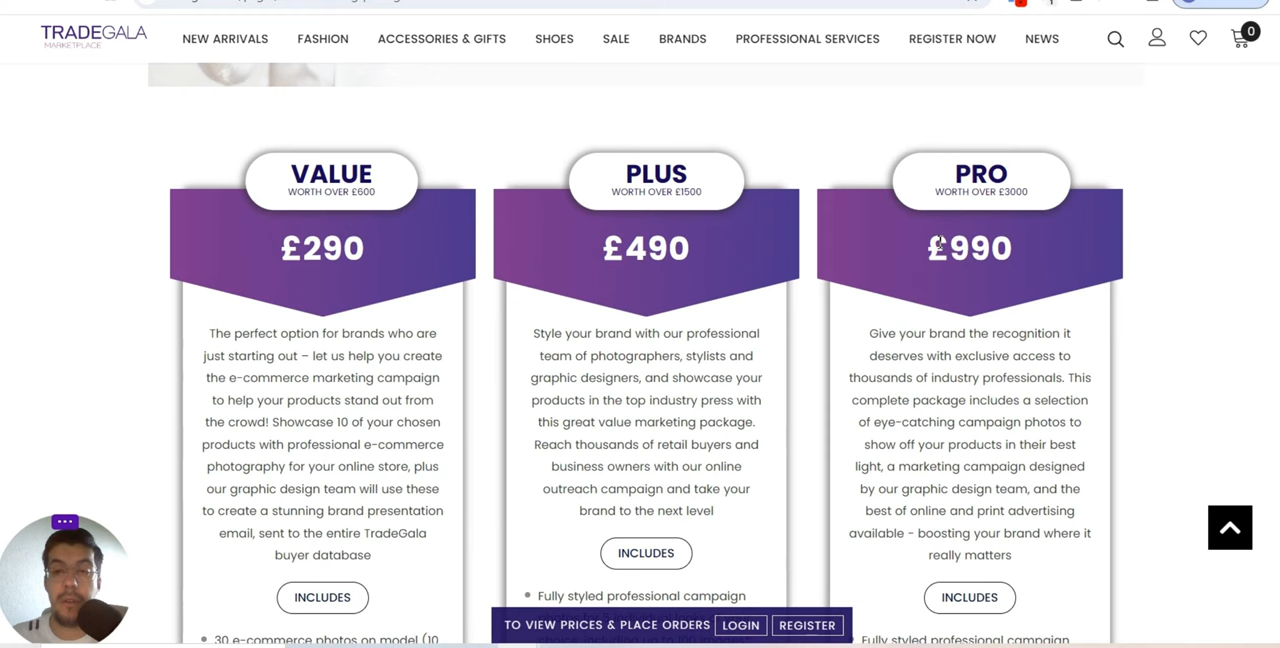 TRADEGALA
MARKETPLACE
NEW ARRIVALS FASHION ACCESSORIES & GIFTS SHOES SALE BRANDS PROFESSIONAL SERVICES REGISTER NOW NEWS 0
VALUE
WORTH OVER £600
£290
The perfect option for brands who are
just starting out – let us help you create
the e-commerce marketing campaign
to help your products stand out from
the crowd! Showcase 10 of your chosen
products with professional e-commerce
photography for your online store, plus
our graphic design team will use these
to create a stunning brand presentation
email, sent to the entire TradeGala
buyer database
INCLUDES
30 e-commerce photos on model (10
PLUS
WORTH OVER £1500
£490
Style your brand with our professional
team of photographers, stylists and
graphic designers, and showcase your
products in the top industry press with
this great value marketing package.
Reach thousands of retail buyers and
business owners with our online
outreach campaign and take your
brand to the next level
INCLUDES
Fully styled professional campaign
PRO
WORTH OVER £3000
£990
Give your brand the recognition it
deserves with exclusive access to
thousands of industry professionals. This
complete package includes a selection
of eye-catching campaign photos to
show off your products in their best
light, a marketing campaign designed
by our graphic design team, and the
best of online and print advertising
available - boosting your brand where it
really matters
INCLUDES
Fully styled professional campaign
TO VIEW PRICES & PLACE ORDERS LOGIN REGISTER